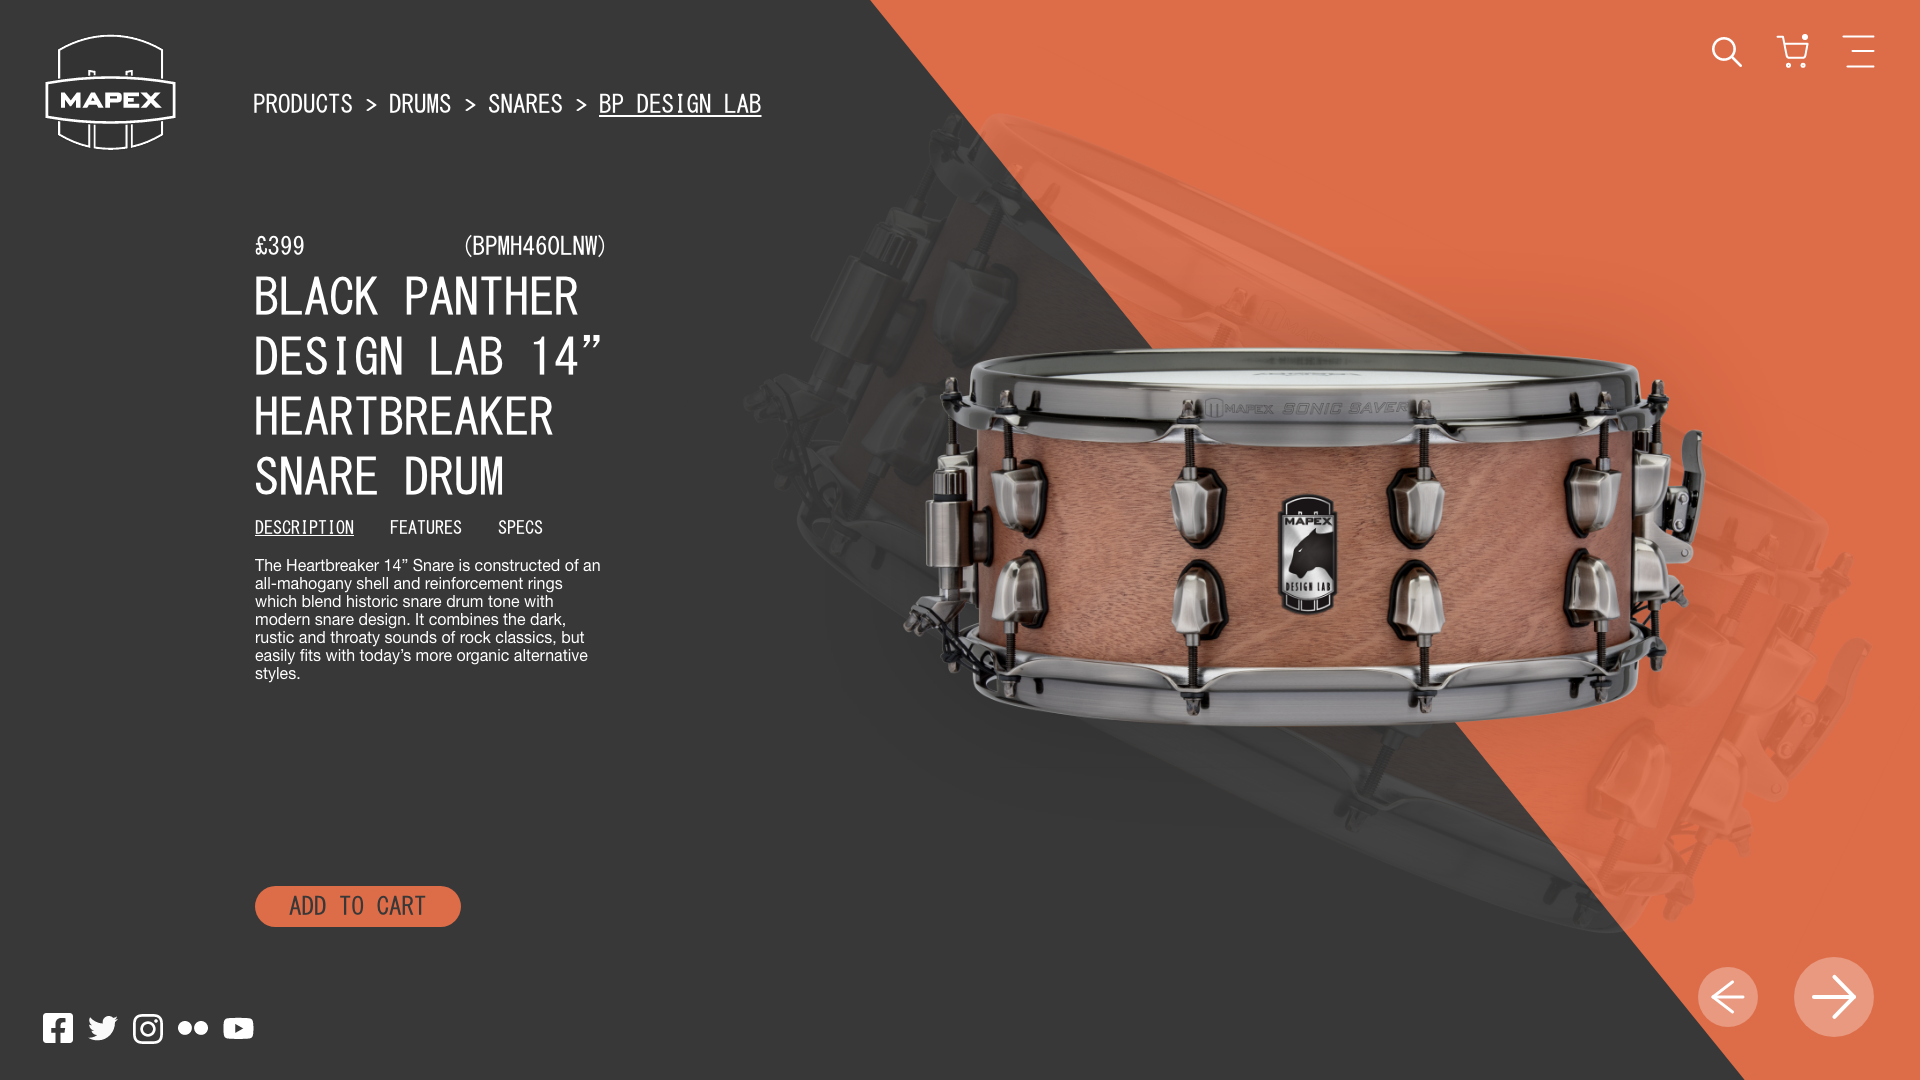 MAPEX
PRODUCTS > DRUMS > SNARES > BP DESIGN LAB
£399 (BPMH460LNW)
BLACK PANTHER
DESIGN LAB 14”
HEARTBREAKER
SNARE DRUM
DESCRIPTION FEATURES SPECS
The Heartbreaker 14” Snare is constructed of an
all-mahogany shell and reinforcement rings
which blend historic snare drum tone with
modern snare design. It combines the dark,
rustic and throaty sounds of rock classics, but
easily fits with today’s more organic alternative
styles.
ADD TO CART
MAPEX SONIC SAVER
MAPEX
DESIGN LAB